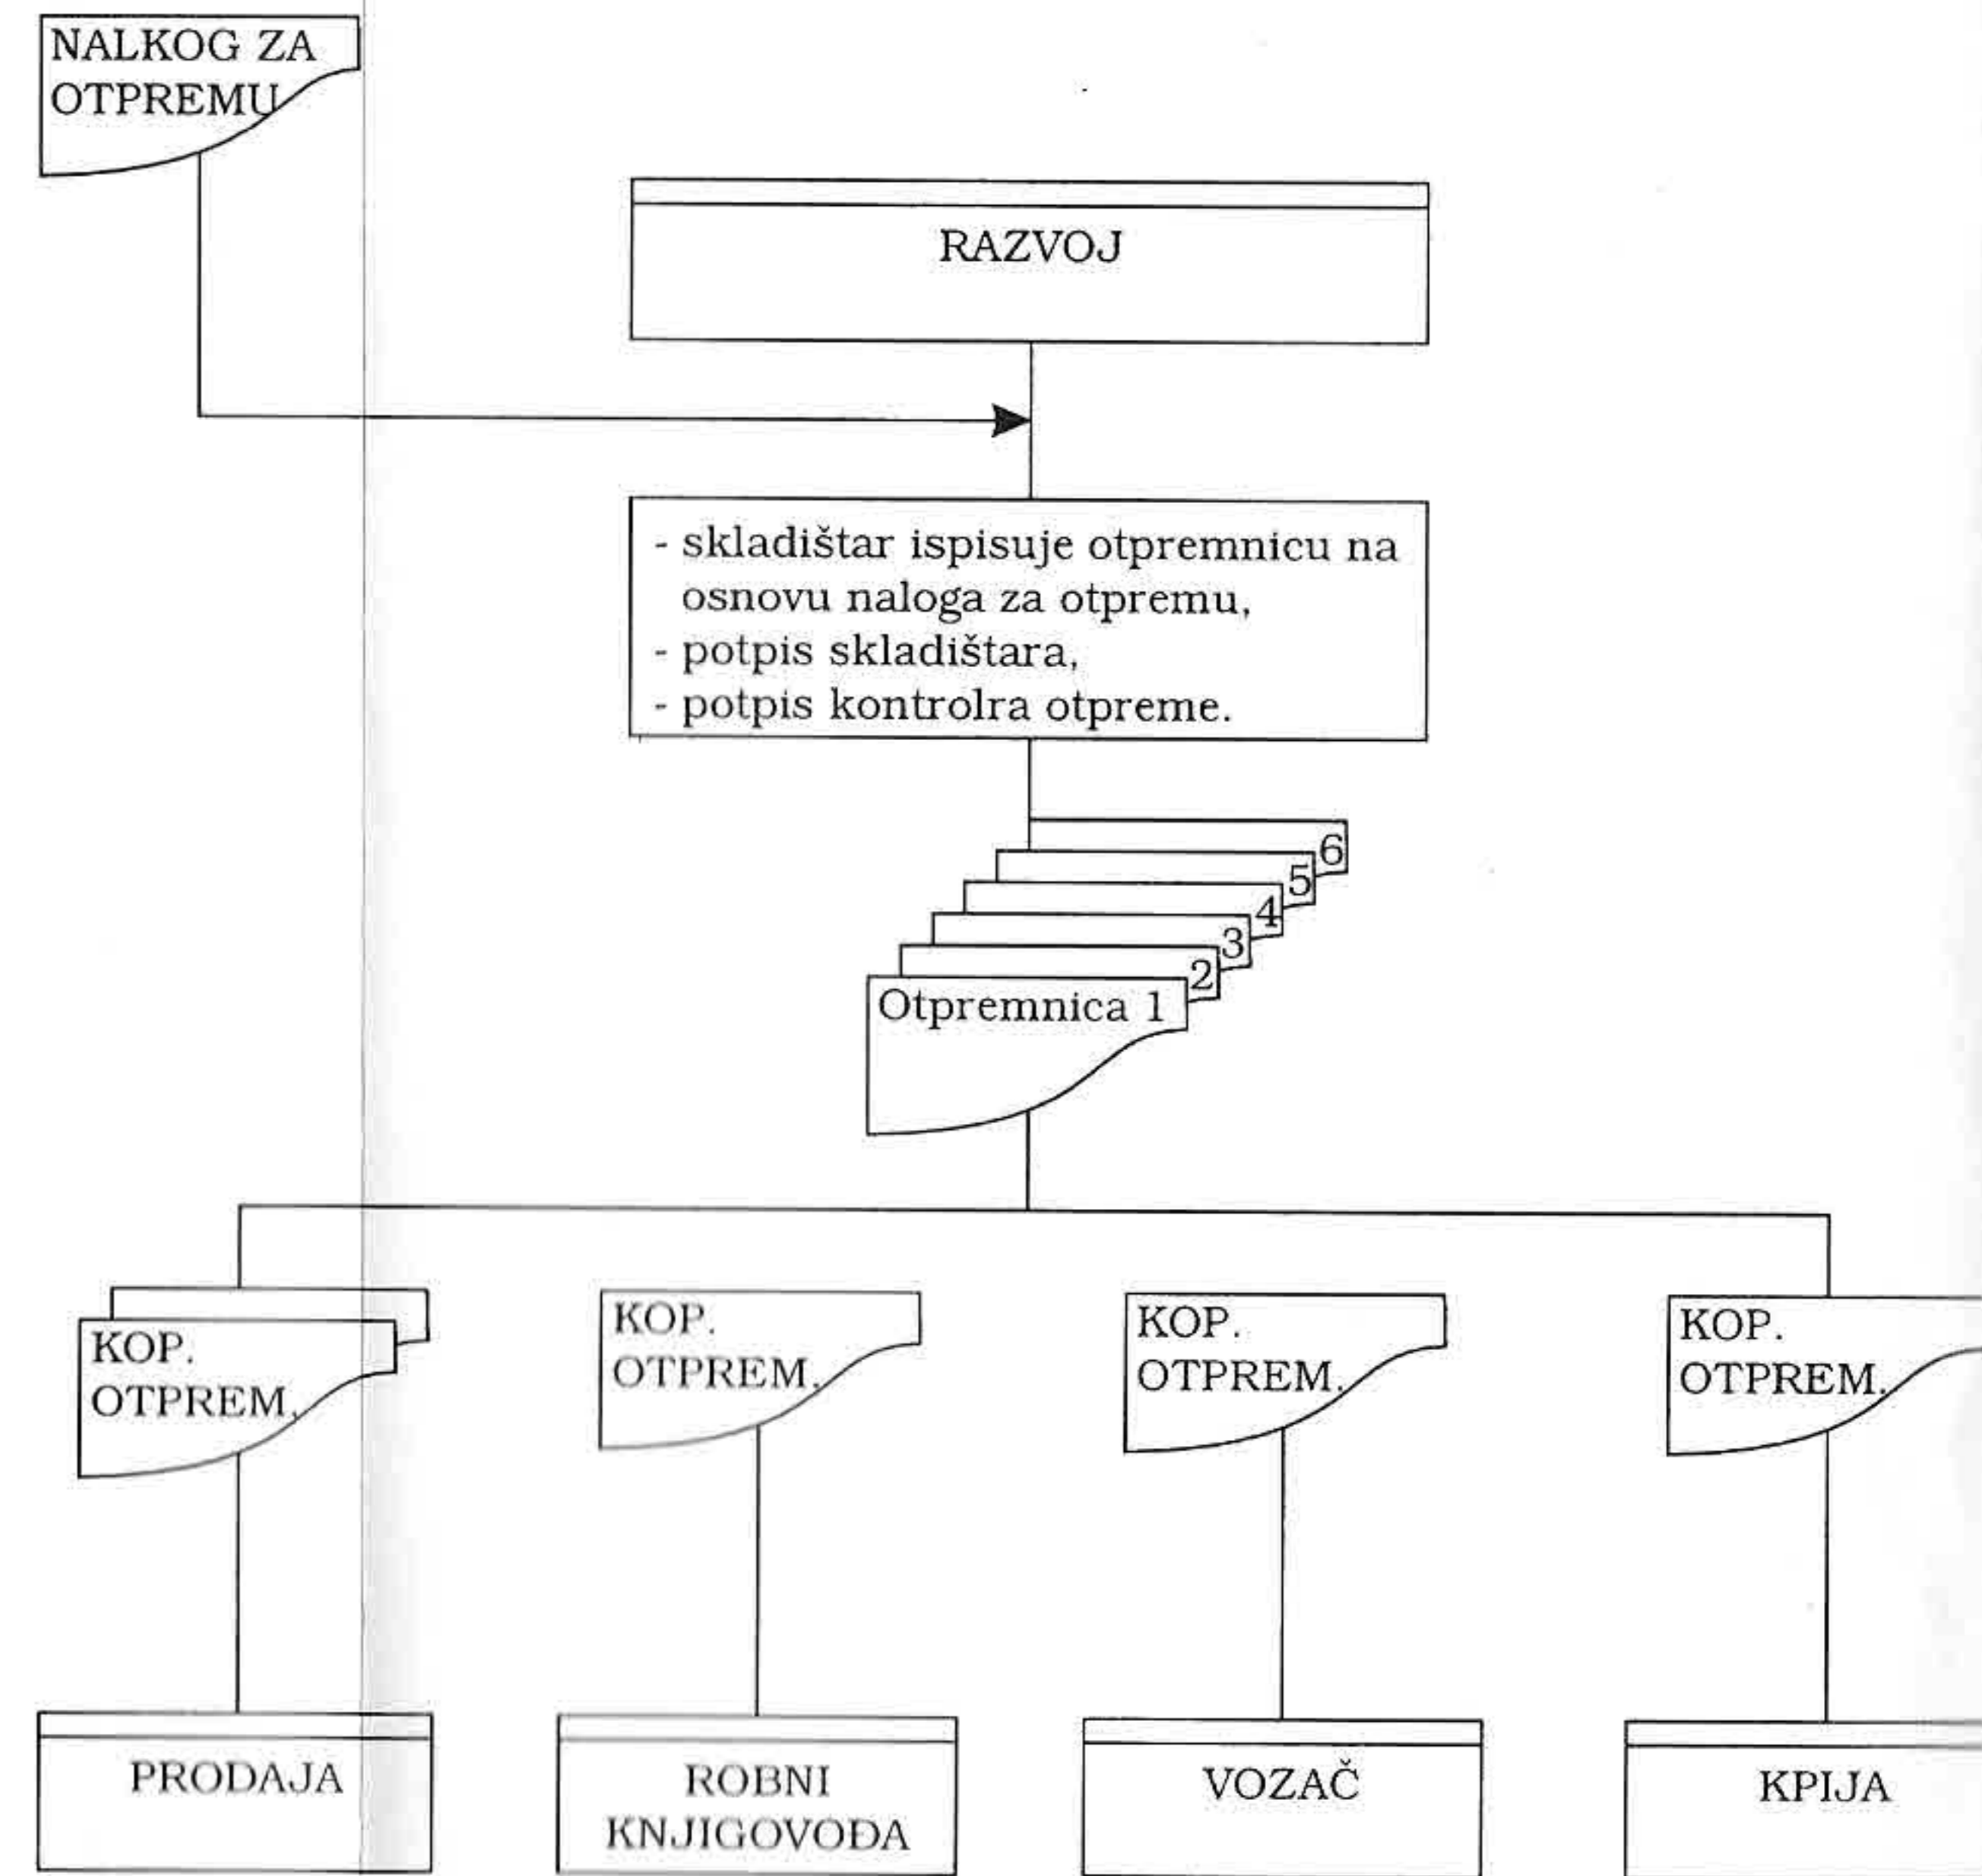 NALKOG ZA
OTPREMU
RAZVOJ
- skladištar ispisuje otpremnicu na
osnovu naloga za otpremu,
- potpis skladištara,
- potpis kontrolra otpreme.
6
5
4
3
2
Otpremnica 1
KOP.
OTPREM.
KOP.
OTPREM.
KOP.
OTPREM.
KOP.
OTPREM.
PRODAJA
ROBNI
KNJIGOVOĐA
VOZAČ
KPIJA